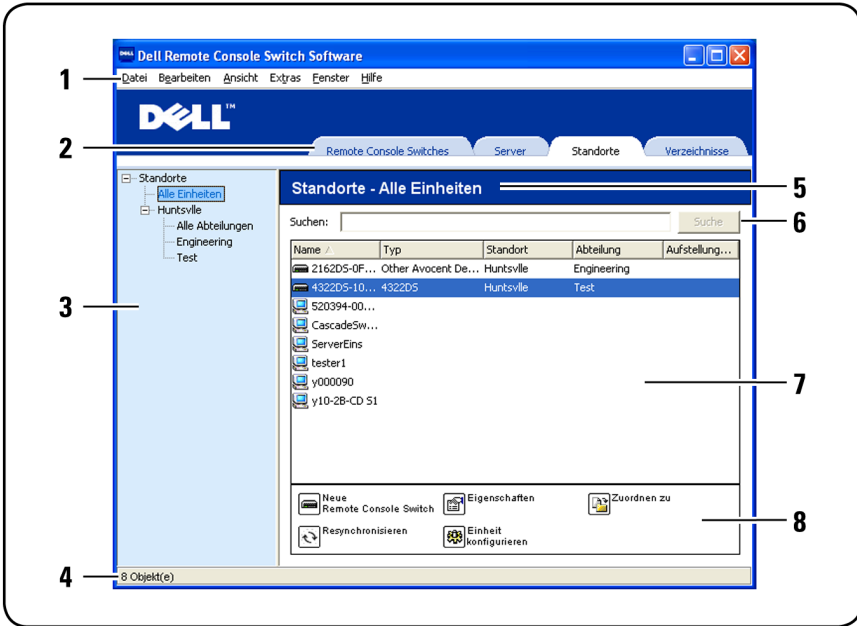 Dell Remote Console Switch Software
1
Datei Bearbeiten Ansicht Extras Fenster Hilfe
DELL™
2
Remote Console Switches Server Standorte Verzeichnisse
Standorte
Alle Einheiten
Huntsvlle
Alle Abteilungen
Engineering
Test
3
Standorte - Alle Einheiten
5
Suchen: Suche
6
Name Typ Standort Abteilung Aufstellung...
2162DS-0F... Other Avocent De... Huntsvlle Engineering
4322DS-10... 4322DS Huntsvlle Test
520394-00...
CascadeSw...
ServerEins
tester1
y000090
y10-2B-CD S1
7
Neue
Remote Console Switch
Eigenschaften
Zuordnen zu
Resynchronisieren
Einheit
konfigurieren
8
4
8 Objekt(e)